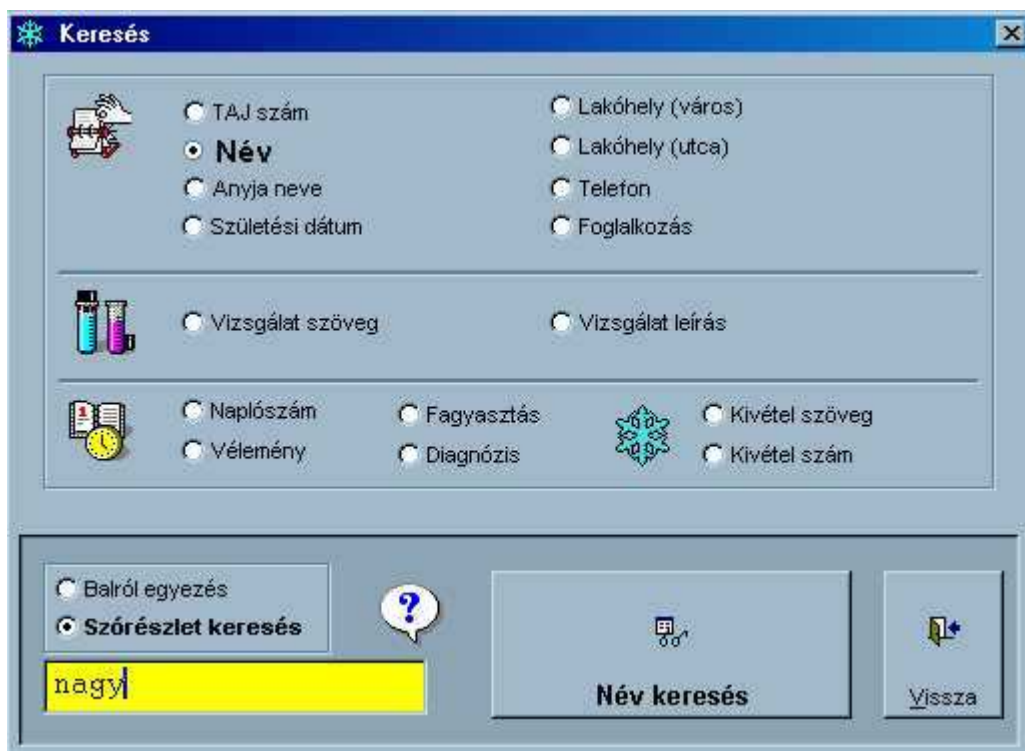 Keresés
TAJ szám
Név
Anyja neve
Születési dátum
Lakóhely (város)
Lakóhely (utca)
Telefon
Foglalkozás
Vizsgálat szöveg
Vizsgálat leírás
Naplószám
Vélemény
Fagyasztás
Diagnózis
Kivétel szöveg
Kivétel szám
Balról egyezés
Szórészlet keresés
nagy
?
Név keresés
Vissza